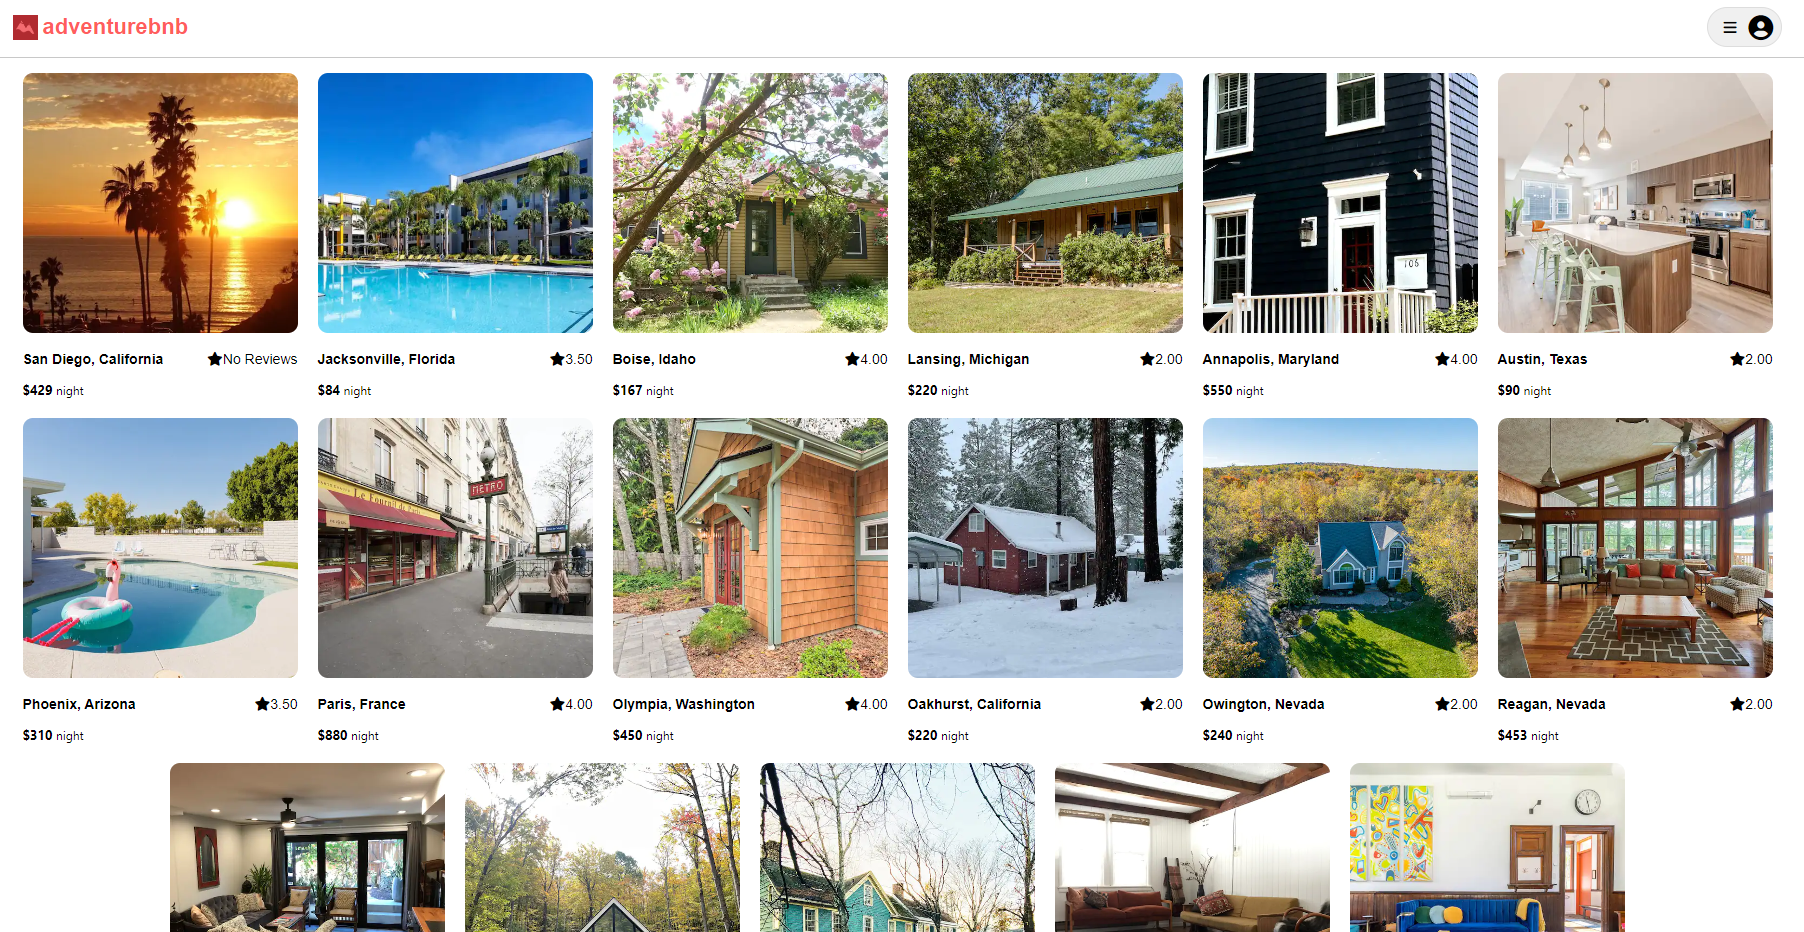 adventurebnb
106
San Diego, California
No Reviews
$429 night
Jacksonville, Florida
3.50
$84 night
Boise, Idaho
4.00
$167 night
Lansing, Michigan
2.00
$220 night
Annapolis, Maryland
4.00
$550 night
Austin, Texas
2.00
$90 night
METRO
Phoenix, Arizona
3.50
$310 night
Paris, France
4.00
$880 night
Olympia, Washington
4.00
$450 night
Oakhurst, California
2.00
$220 night
Owington, Nevada
2.00
$240 night
Reagan, Nevada
2.00
$453 night